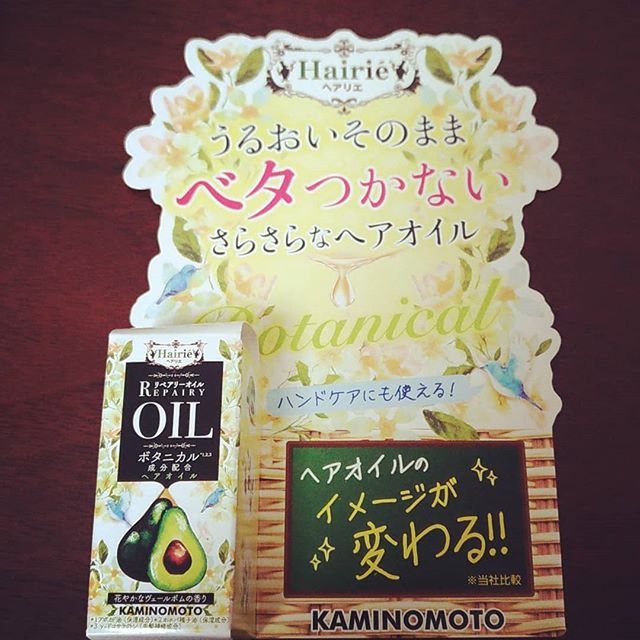 Hairié
ヘアリエ
うるおいそのまま
ベタつかない
さらさらなヘアオイル
Botanical
ハンドケアにも使える!
ヘアオイルの
イメージが
変わる!!
※当社比較
KAMINOMOTO
Hairié
ヘアリエ
リペアリーオイル
REPAIRY
OIL
ボタニカル*1,2,3
成分配合
ヘアオイル
花やかなヴェールボムの香り
KAMINOMOTO